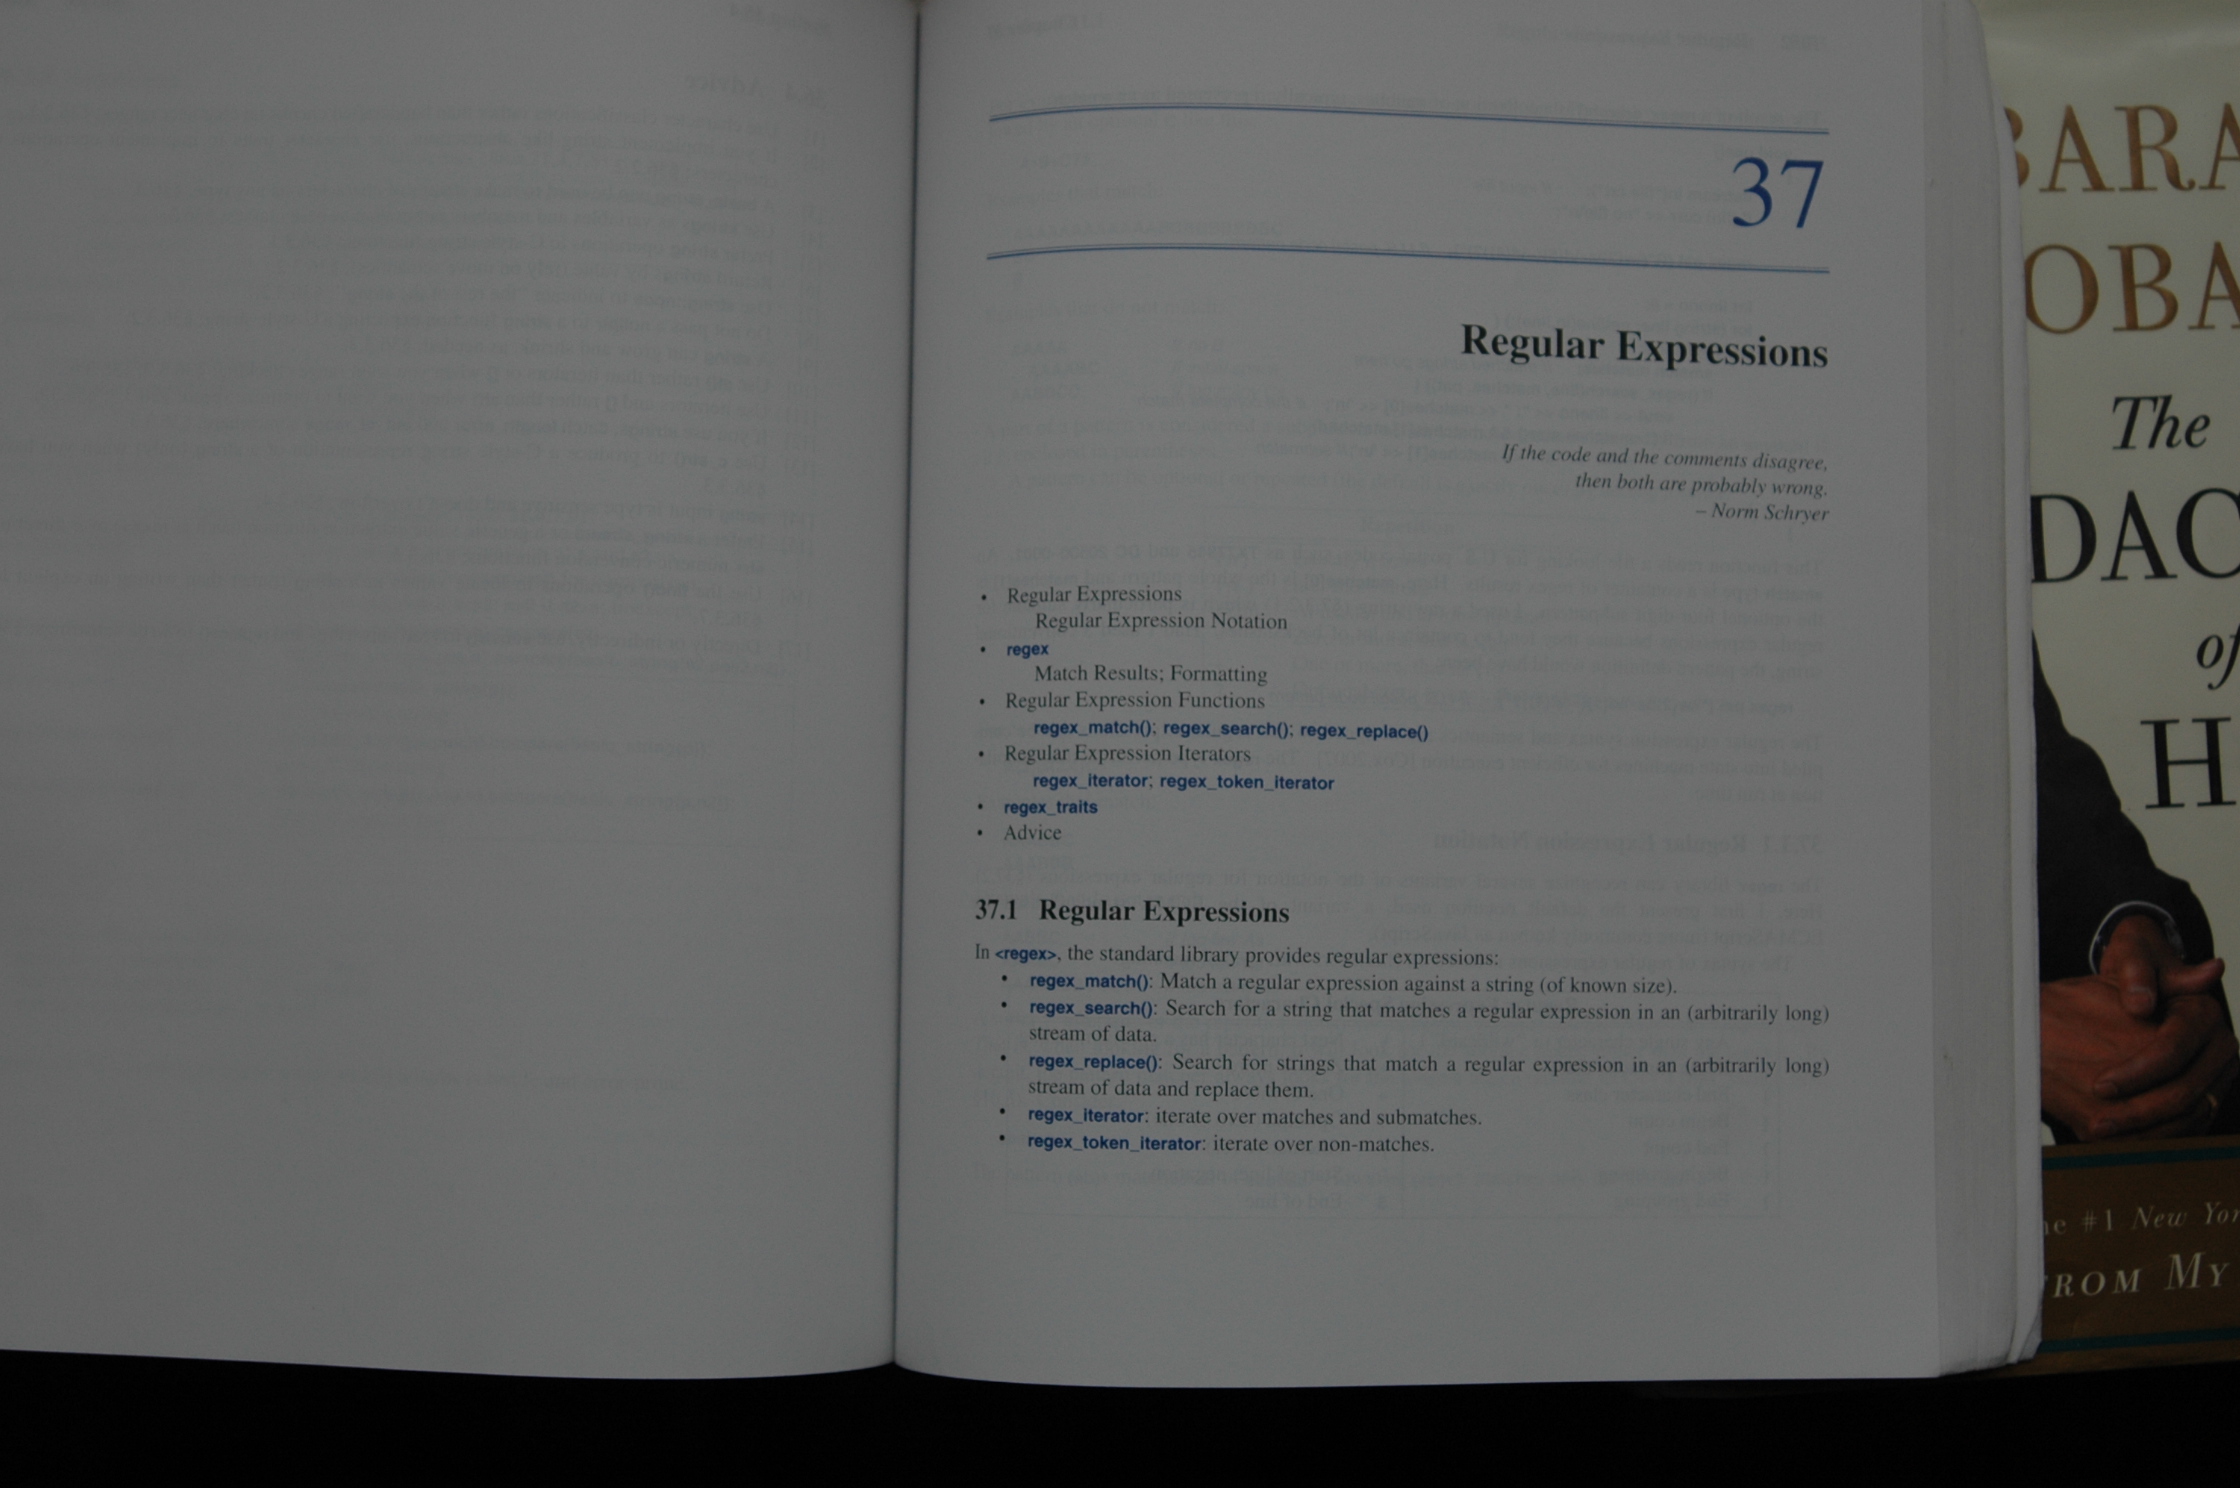 BARA
OBA
The
DAC
of
H
#1 New Yor
ROM MY
37
Regular Expressions
If the code and the comments disagree,
then both are probably wrong.
– Norm Schryer
• Regular Expressions
Regular Expression Notation
• regex
Match Results; Formatting
• Regular Expression Functions
regex_match(); regex_search(); regex_replace()
• Regular Expression Iterators
regex_iterator; regex_token_iterator
• regex_traits
• Advice
37.1 Regular Expressions
In <regex>, the standard library provides regular expressions:
• regex_match(): Match a regular expression against a string (of known size).
• regex_search(): Search for a string that matches a regular expression in an (arbitrarily long)
stream of data.
• regex_replace(): Search for strings that match a regular expression in an (arbitrarily long)
stream of data and replace them.
• regex_iterator: iterate over matches and submatches.
• regex_token_iterator: iterate over non-matches.